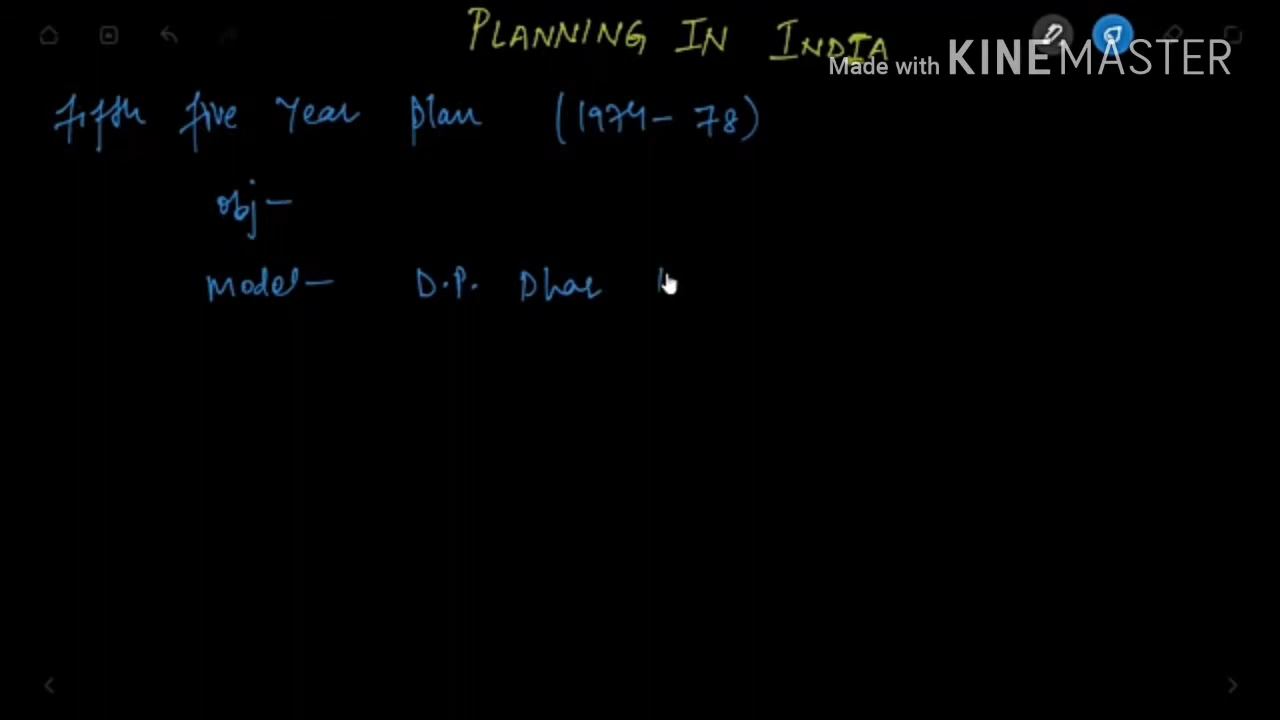 PLANNING IN INDIA
Made with KINEMASTER
Fifth five Year plan (1974-78)
obj-
Model- D.P. Dhar